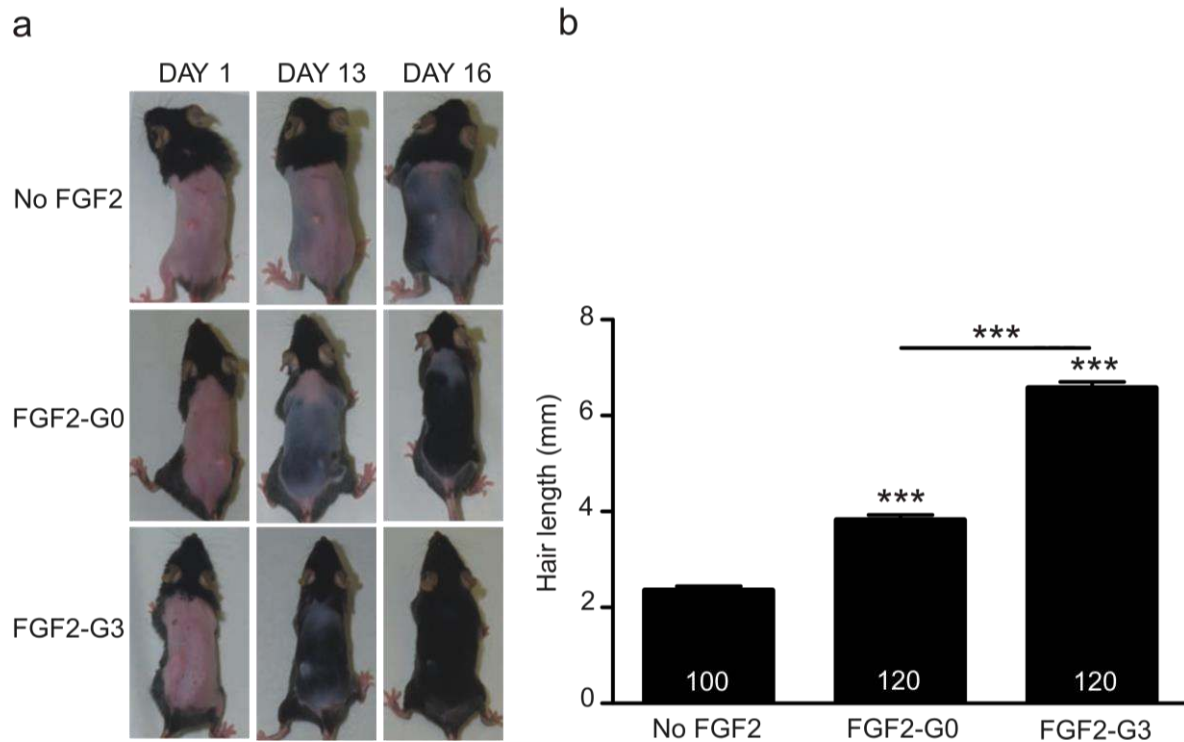 a
DAY 1 DAY 13 DAY 16
No FGF2
FGF2-G0
FGF2-G3
b
Hair length (mm)
8
6
4
2
0
***
***
***
100
120
120
No FGF2
FGF2-G0
FGF2-G3